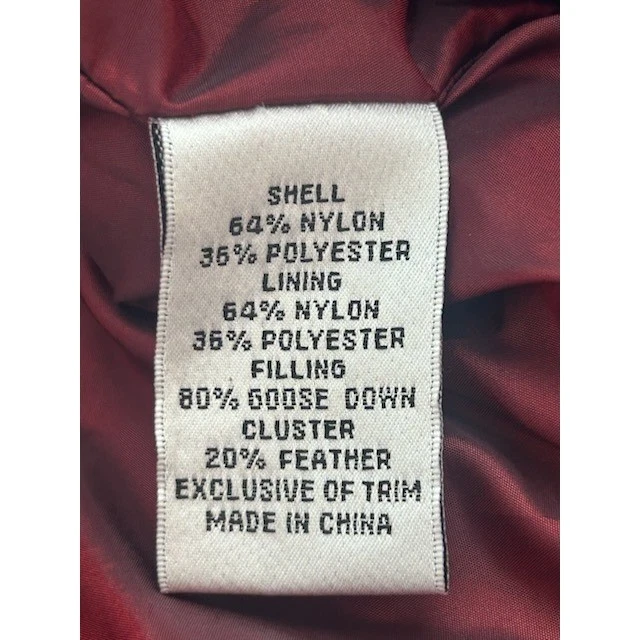 SHELL
64% NYLON
36% POLYESTER
LINING
64% NYLON
36% POLYESTER
FILLING
80% GOOSE DOWN
CLUSTER
20% FEATHER
EXCLUSIVE OF TRIM
MADE IN CHINA